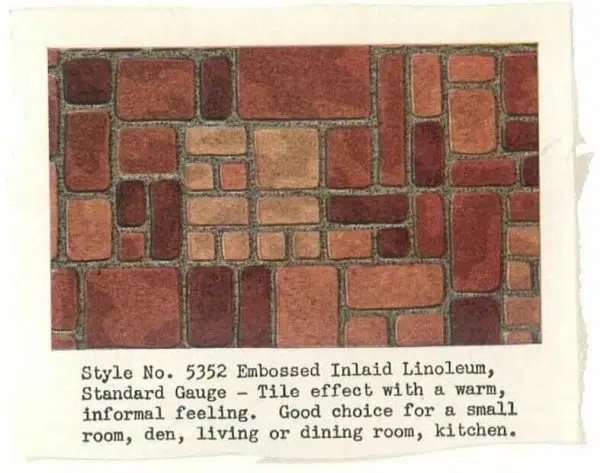 Style No. 5352 Embossed Inlaid Linoleum,
Standard Gauge - Tile effect with a warm,
informal feeling. Good choice for a small
room, den, living or dining room, kitchen.